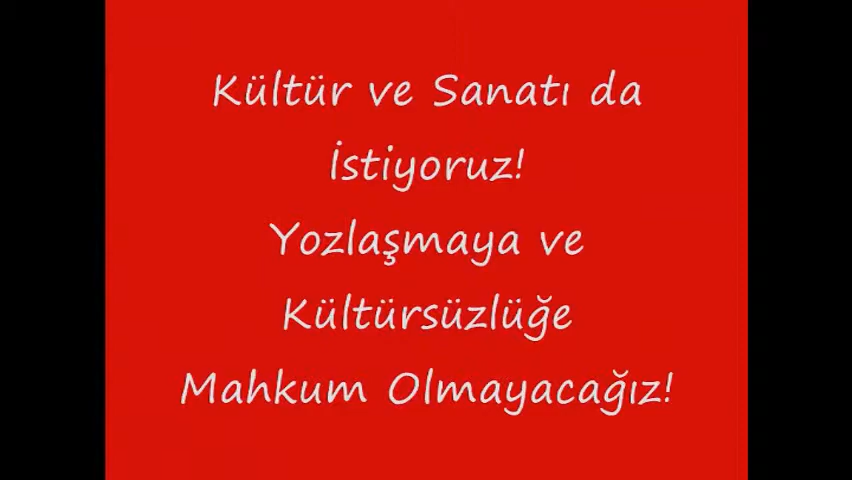 Kültür ve Sanatı da
İstiyoruz!
Yozlaşmaya ve
Kültürsüzlüğe
Mahkum Olmayacağız!